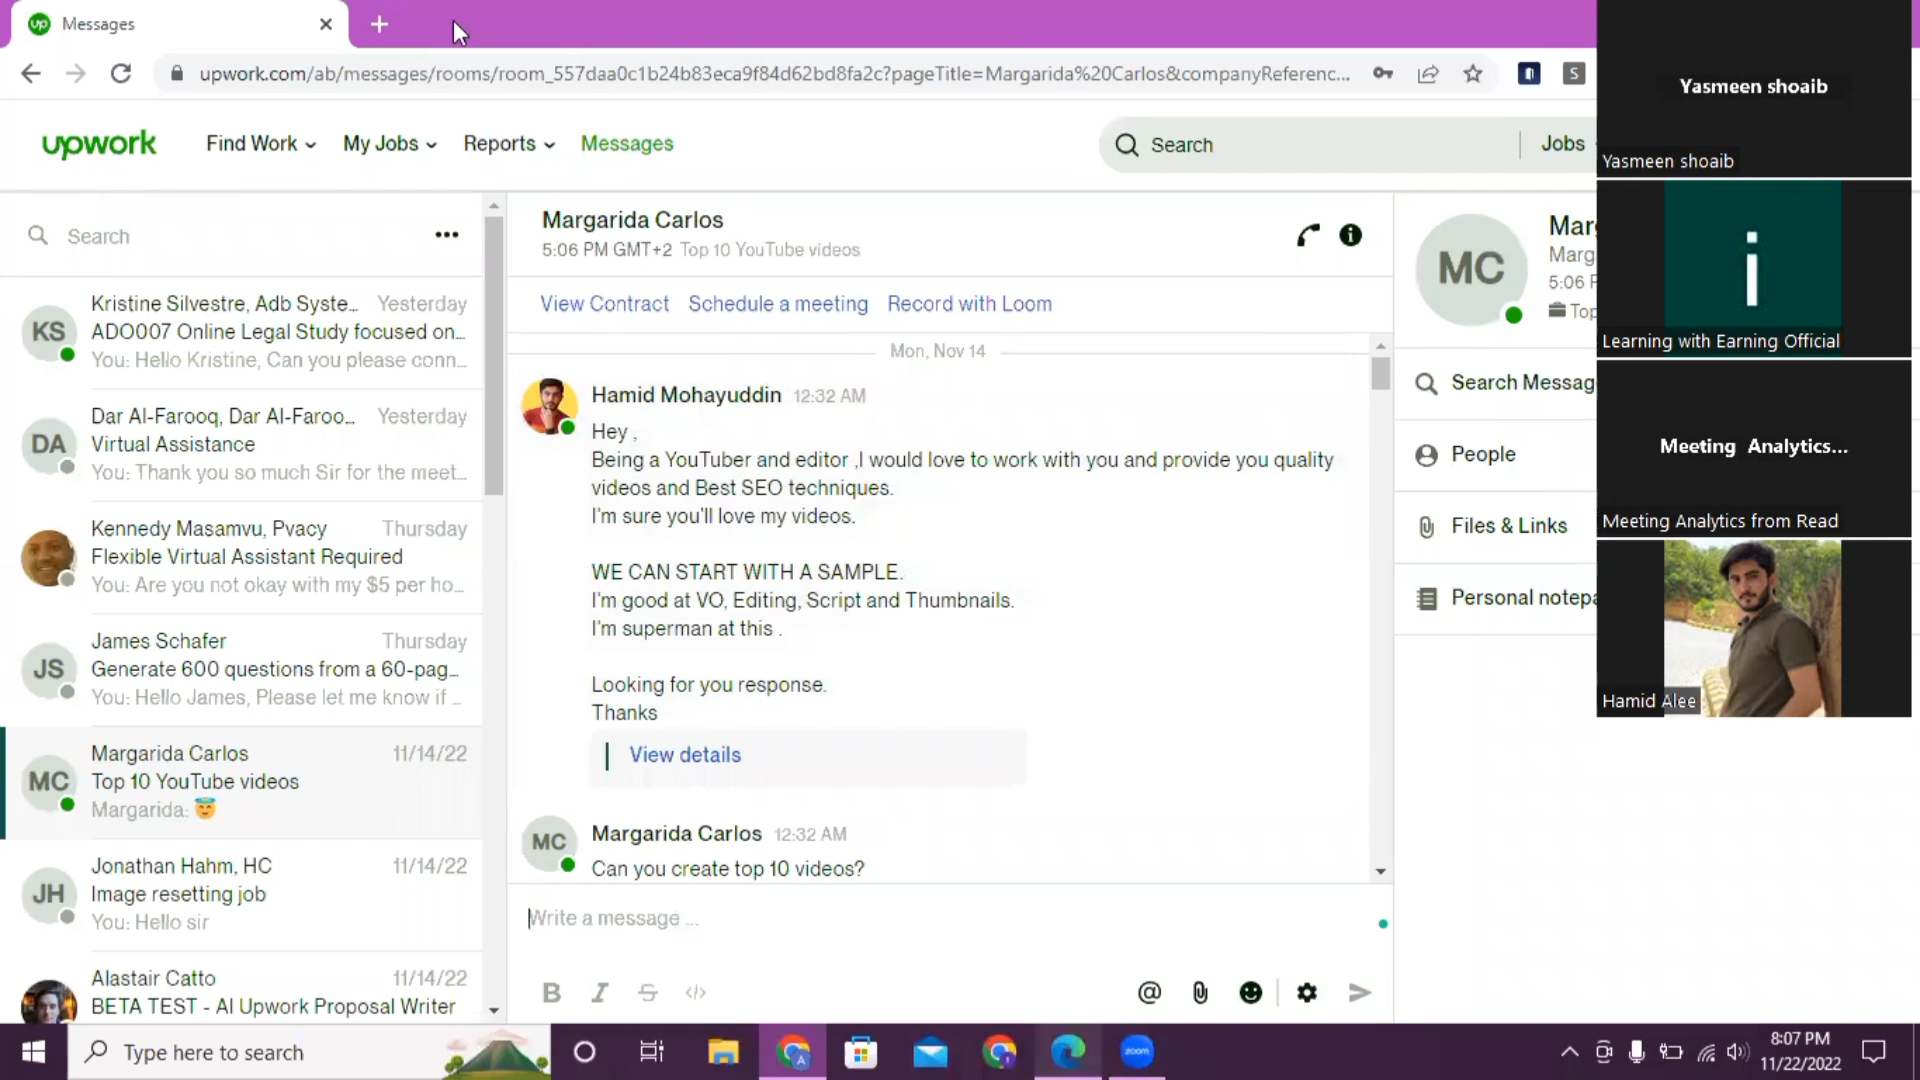 up Messages
upwork.com/ab/messages/rooms/room_557daa0c1b24b83eca9f84d62bd8fa2c?pageTitle=Margarida%20Carlos&companyReferenc...
S
upwork
Find Work
My Jobs
Reports
Messages
Search
Jobs
Search
KS
Kristine Silvestre, Adb Syste... Yesterday
ADO007 Online Legal Study focused on...
You: Hello Kristine, Can you please conn...
DA
Dar Al-Farooq, Dar Al-Faroo... Yesterday
Virtual Assistance
You: Thank you so much Sir for the meet...
Kennedy Masamvu, Pvacy Thursday
Flexible Virtual Assistant Required
You: Are you not okay with my $5 per ho...
JS
James Schafer Thursday
Generate 600 questions from a 60-pag...
You: Hello James, Please let me know if ...
MC
Margarida Carlos 11/14/22
Top 10 YouTube videos
Margarida: 😇
JH
Jonathan Hahm, HC 11/14/22
Image resetting job
You: Hello sir
Alastair Catto 11/14/22
BETA TEST - AI Upwork Proposal Writer
Margarida Carlos
5:06 PM GMT+2 Top 10 YouTube videos
View Contract Schedule a meeting Record with Loom
Mon, Nov 14
Hamid Mohayuddin 12:32 AM
Hey ,
Being a YouTuber and editor ,I would love to work with you and provide you quality
videos and Best SEO techniques.
I'm sure you'll love my videos.
WE CAN START WITH A SAMPLE.
I'm good at VO, Editing, Script and Thumbnails.
I'm superman at this .
Looking for you response.
Thanks
View details
MC
Margarida Carlos 12:32 AM
Can you create top 10 videos?
Write a message ...
B I S </> @
MC
Mar
Marg
5:06 P
Top
Search Messag
People
Files & Links
Personal notepa
Yasmeen shoaib
Yasmeen shoaib
i
Learning with Earning Official
Meeting Analytics...
Meeting Analytics from Read
Hamid Alee
Type here to search
zoom
8:07 PM
11/22/2022